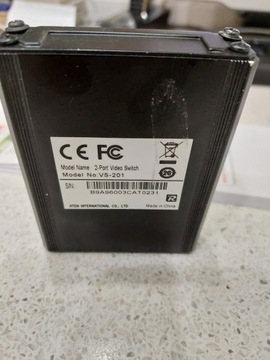 CE FC
Model Name : 2-Port Video Switch
Model No. VS-201
S/N:
B9A96003CAT0231
ATEN INTERNATIONAL CO., LTD
Made in China